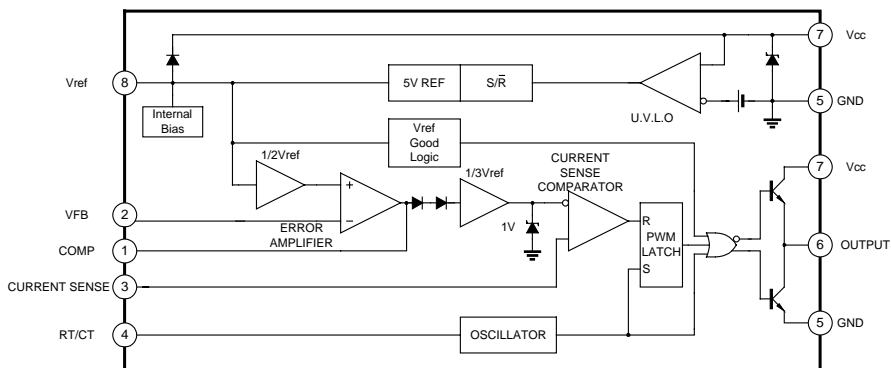 7
Vcc
Vref
8
5V REF
S/R̄
5
GND
Internal
Bias
U.V.L.O
Vref
Good
Logic
1/2Vref
1/3Vref
CURRENT
SENSE
COMPARATOR
7
Vcc
+
VFB
2
−
ERROR
AMPLIFIER
1V
R
PWM
LATCH
S
6
OUTPUT
COMP
1
CURRENT SENSE
3
RT/CT
4
OSCILLATOR
5
GND